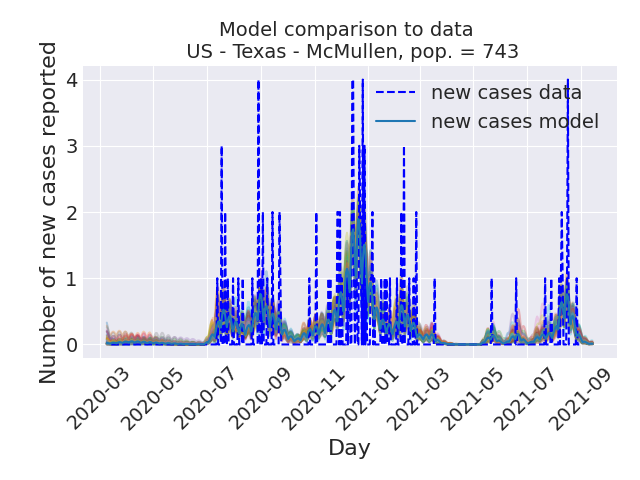 Model comparison to data
US - Texas - McMullen, pop. = 743
Number of new cases reported
4
3
2
1
0
new cases data
new cases model
2020-03
2020-05
2020-07
2020-09
2020-11
2021-01
2021-03
2021-05
2021-07
2021-09
Day